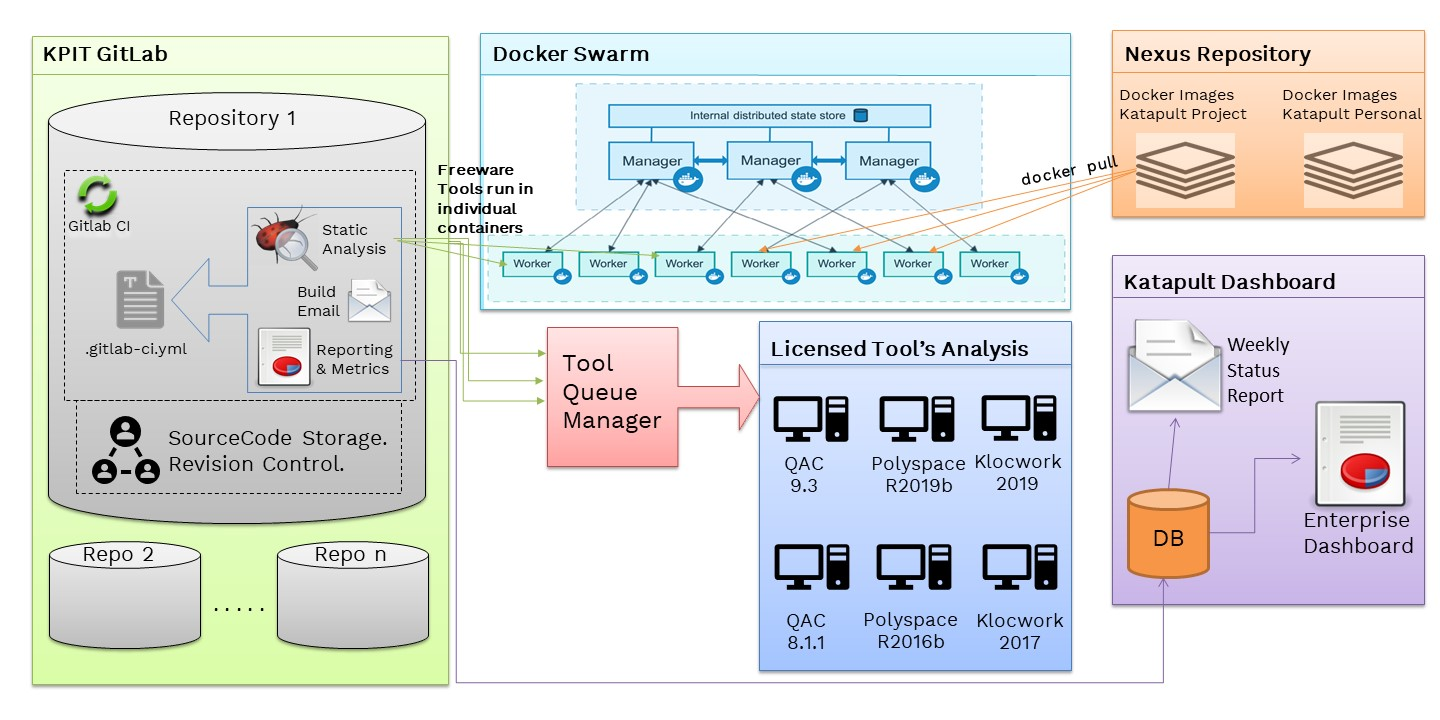 KPIT GitLab
Repository 1
Gitlab CI
Static
Analysis
Build
Email
T
.gitlab-ci.yml
Reporting
& Metrics
SourceCode Storage.
Revision Control.
Repo 2
.....
Repo n
Freeware
Tools run in
individual
containers
Docker Swarm
Internal distributed state store
Manager
Manager
Manager
Worker
Worker
Worker
Worker
Worker
Worker
Worker
docker pull
Nexus Repository
Docker Images
Katapult Project
Docker Images
Katapult Personal
Tool
Queue
Manager
Licensed Tool's Analysis
QAC
9.3
Polyspace
R2019b
Klocwork
2019
QAC
8.1.1
Polyspace
R2016b
Klocwork
2017
Katapult Dashboard
Weekly
Status
Report
DB
Enterprise
Dashboard